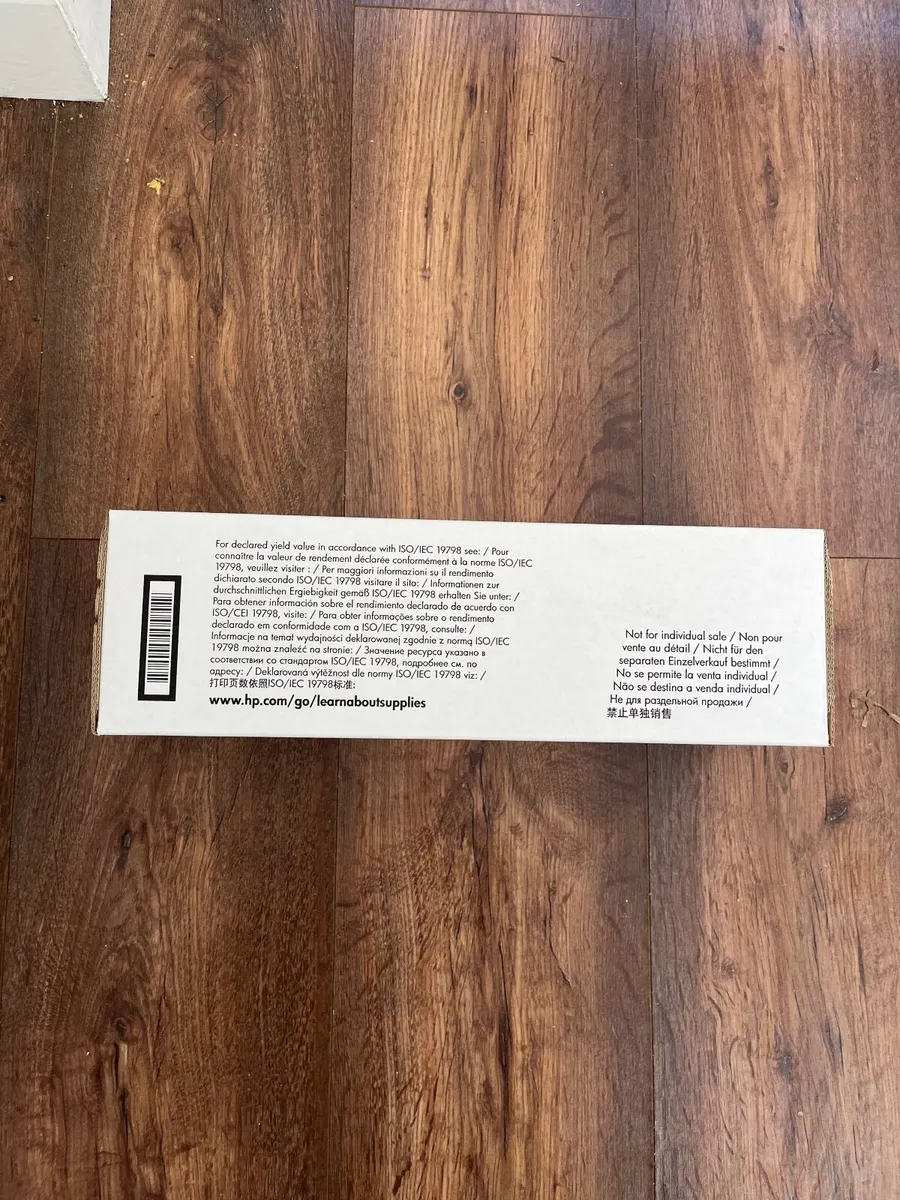 For declared yield value in accordance with ISO/IEC 19798 see: / Pour
connaître la valeur de rendement déclarée conformément à la norme ISO/IEC
19798, veuillez visiter : / Per maggiori informazioni su il rendimento
dichiarato secondo ISO/IEC 19798 visitare il sito: / Informationen zur
durchschnittlichen Ergiebigkeit gemäß ISO/IEC 19798 erhalten Sie unter: /
Para obtener información sobre el rendimiento declarado de acuerdo con
ISO/CEI 19798, visite: / Para obter informações sobre o rendimento
declarado em conformidade com a ISO/IEC 19798, consulte: /
Informacje na temat wydajności deklarowanej zgodnie z normą ISO/IEC
19798 można znaleźć na stronie: / Значение ресурса указано в
соответствии со стандартом ISO/IEC 19798, подробнее см. по
адресу: / Deklarovaná výtěžnost dle normy ISO/IEC 19798 viz: /
打印页数依照ISO/IEC 19798标准:
www.hp.com/go/learnaboutsupplies
Not for individual sale / Non pour
vente au détail / Nicht für den
separaten Einzelverkauf bestimmt /
No se permite la venta individual /
Não se destina a venda individual /
Не для раздельной продажи /
禁止单独销售